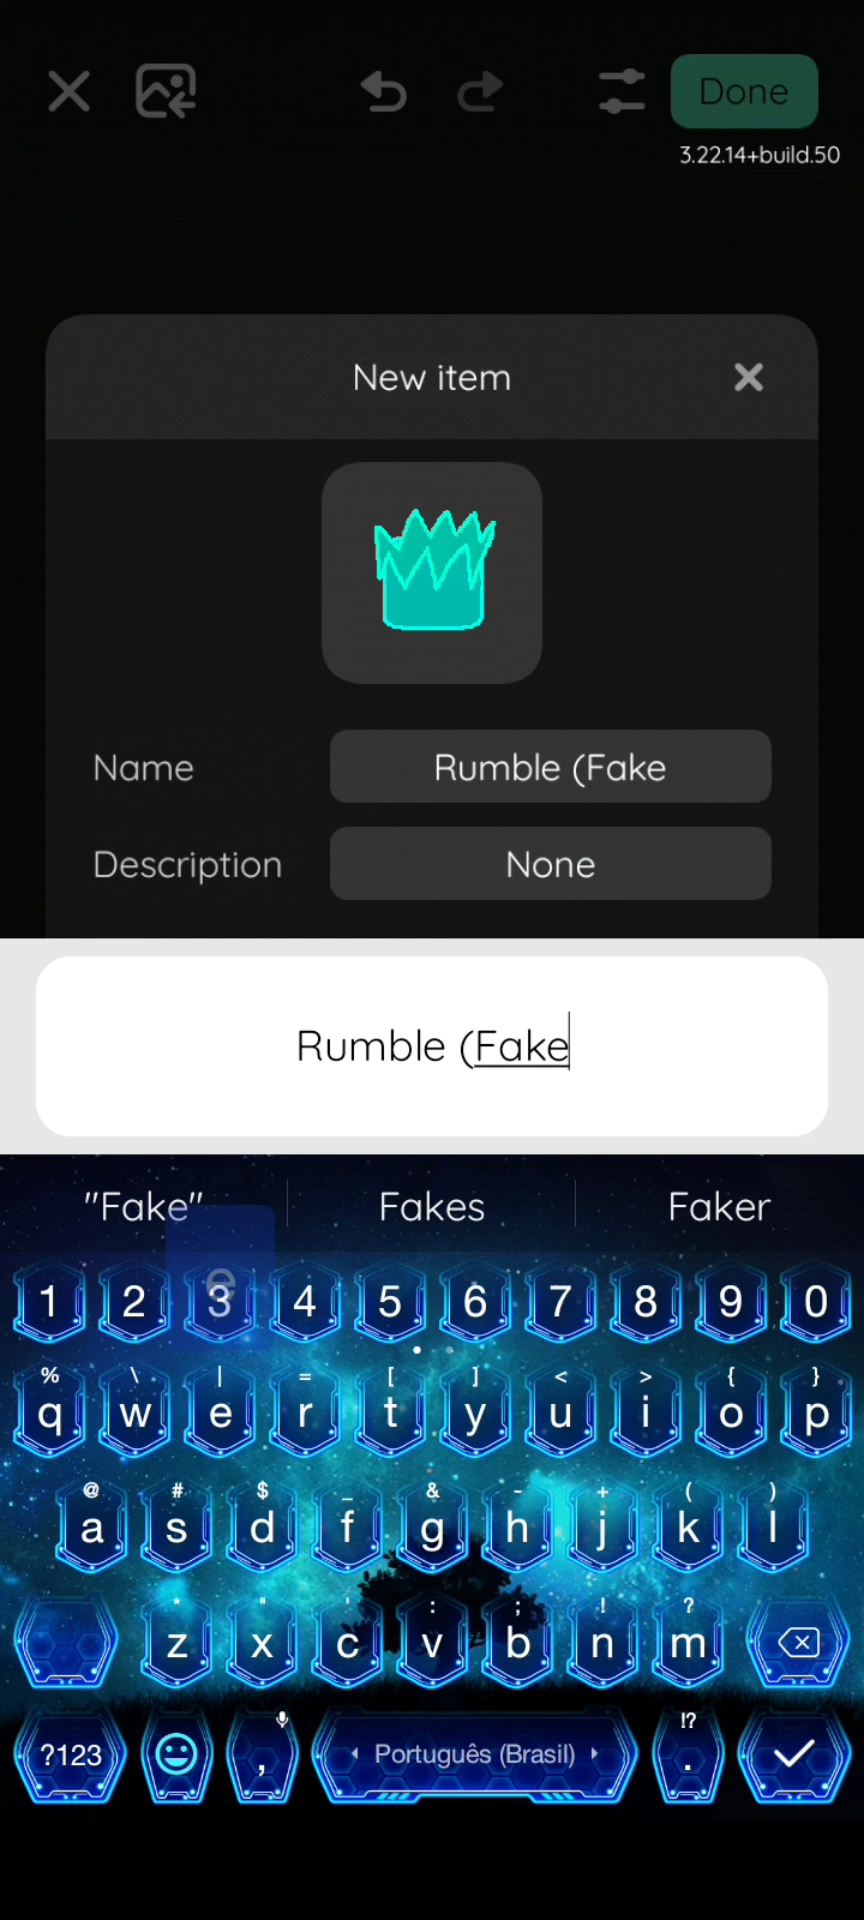 Done
3.22.14+build.50
New item
Name Rumble (Fake
Description None
Rumble (Fake
"Fake" Fakes Faker
e
1 2 3 4 5 6 7 8 9 0
% \ | = [ ] < > { }
q w e r t y u i o p
@ # $ _ & - + ( )
a s d f g h j k l
* " ' : ; ! ?
z x c v b n m
!?
?123 , Português (Brasil) .